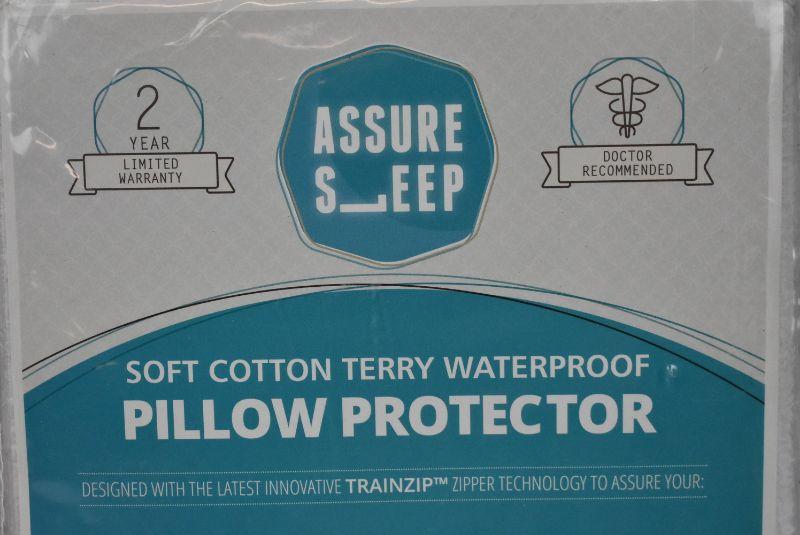 2
YEAR
LIMITED
WARRANTY
ASSURE
SLEEP
DOCTOR
RECOMMENDED
SOFT COTTON TERRY WATERPROOF
PILLOW PROTECTOR
DESIGNED WITH THE LATEST INNOVATIVE TRAINZIP™ ZIPPER TECHNOLOGY TO ASSURE YOUR: